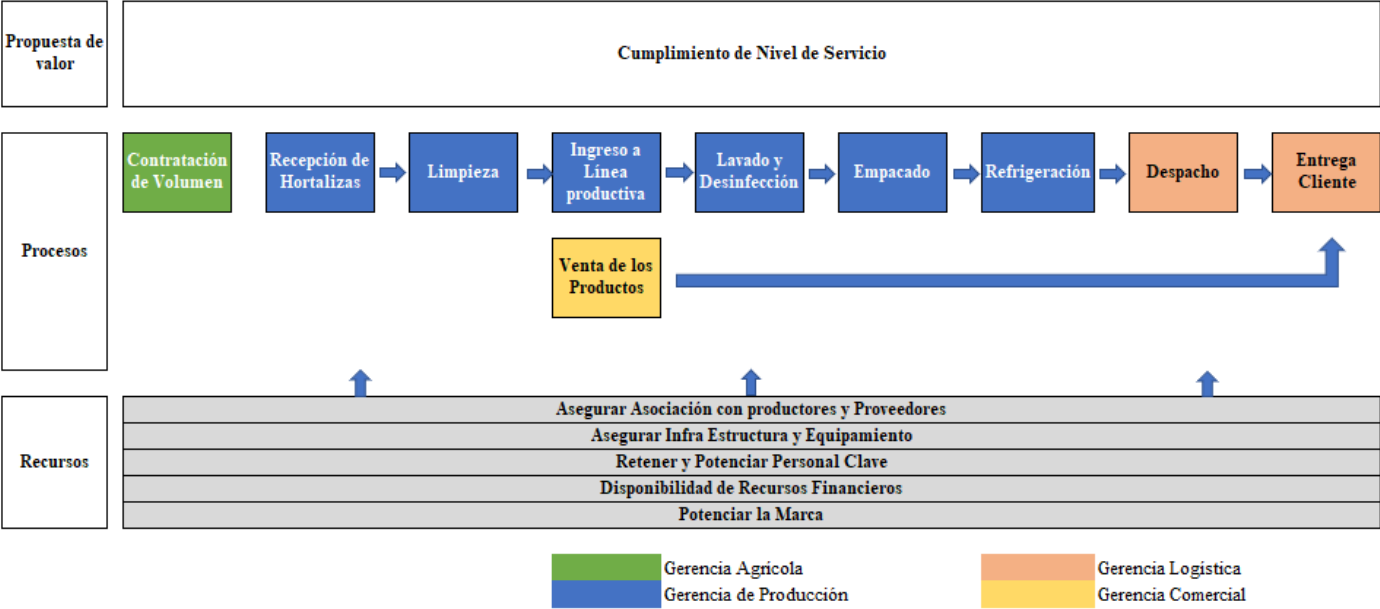 Propuesta de
valor
Cumplimiento de Nivel de Servicio
Procesos
Contratación
de Volumen
Recepción de
Hortalizas
Limpieza
Ingreso a
Línea
productiva
Lavado y
Desinfección
Empacado
Refrigeración
Despacho
Entrega
Cliente
Venta de los
Productos
Recursos
Asegurar Asociación con productores y Proveedores
Asegurar Infra Estructura y Equipamiento
Retener y Potenciar Personal Clave
Disponibilidad de Recursos Financieros
Potenciar la Marca
Gerencia Agrícola
Gerencia Logística
Gerencia de Producción
Gerencia Comercial